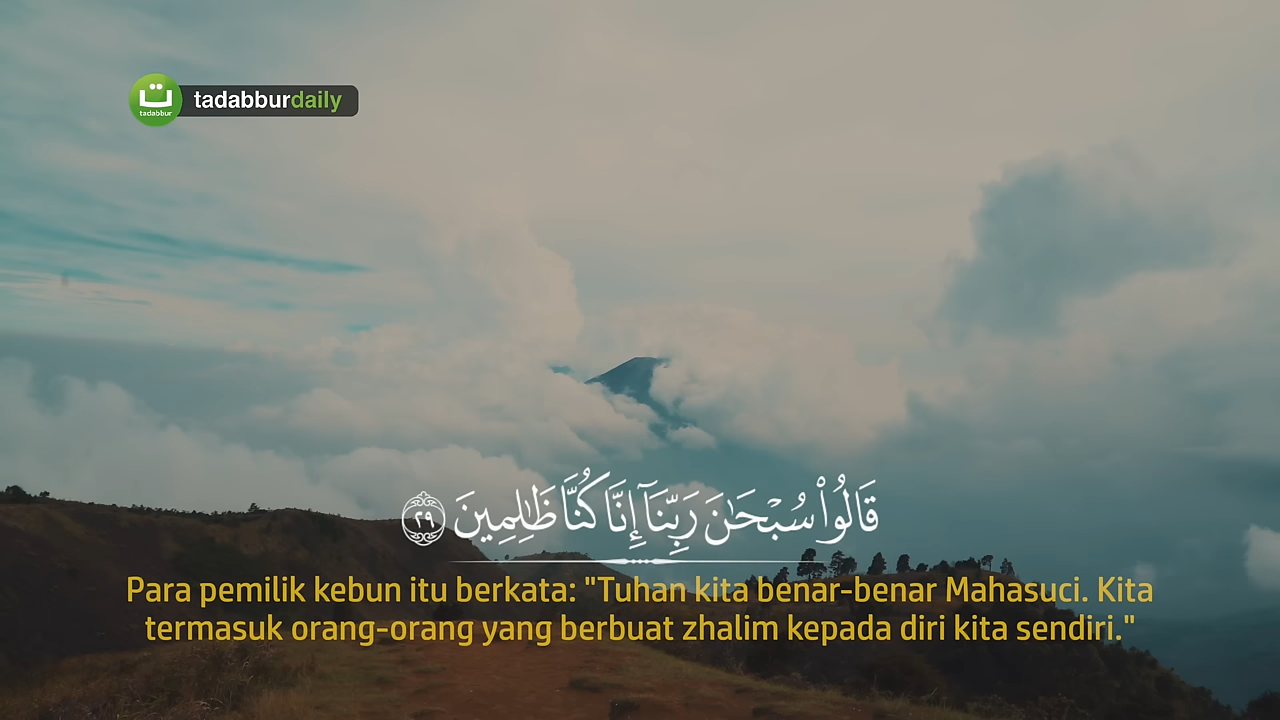 ت
tadabbur
tadabburdaily
قَالُوا۟ سُبْحَـٰنَ رَبِّنَآ إِنَّا كُنَّا ظَـٰلِمِينَ ٢٩
Para pemilik kebun itu berkata: "Tuhan kita benar-benar Mahasuci. Kita
termasuk orang-orang yang berbuat zhalim kepada diri kita sendiri."